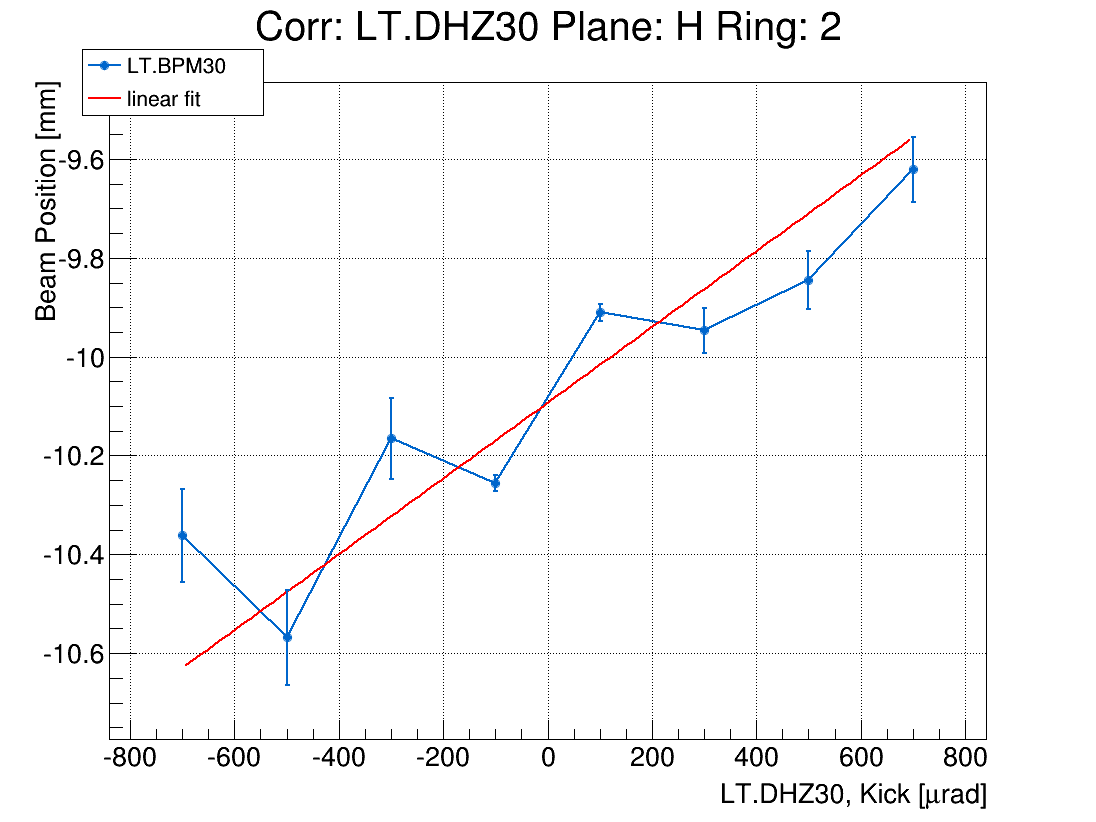 Corr: LT.DHZ30 Plane: H Ring: 2
LT.BPM30
linear fit
Beam Position [mm]
-9.6
-9.8
-10
-10.2
-10.4
-10.6
-800 -600 -400 -200 0 200 400 600 800
LT.DHZ30, Kick [μrad]